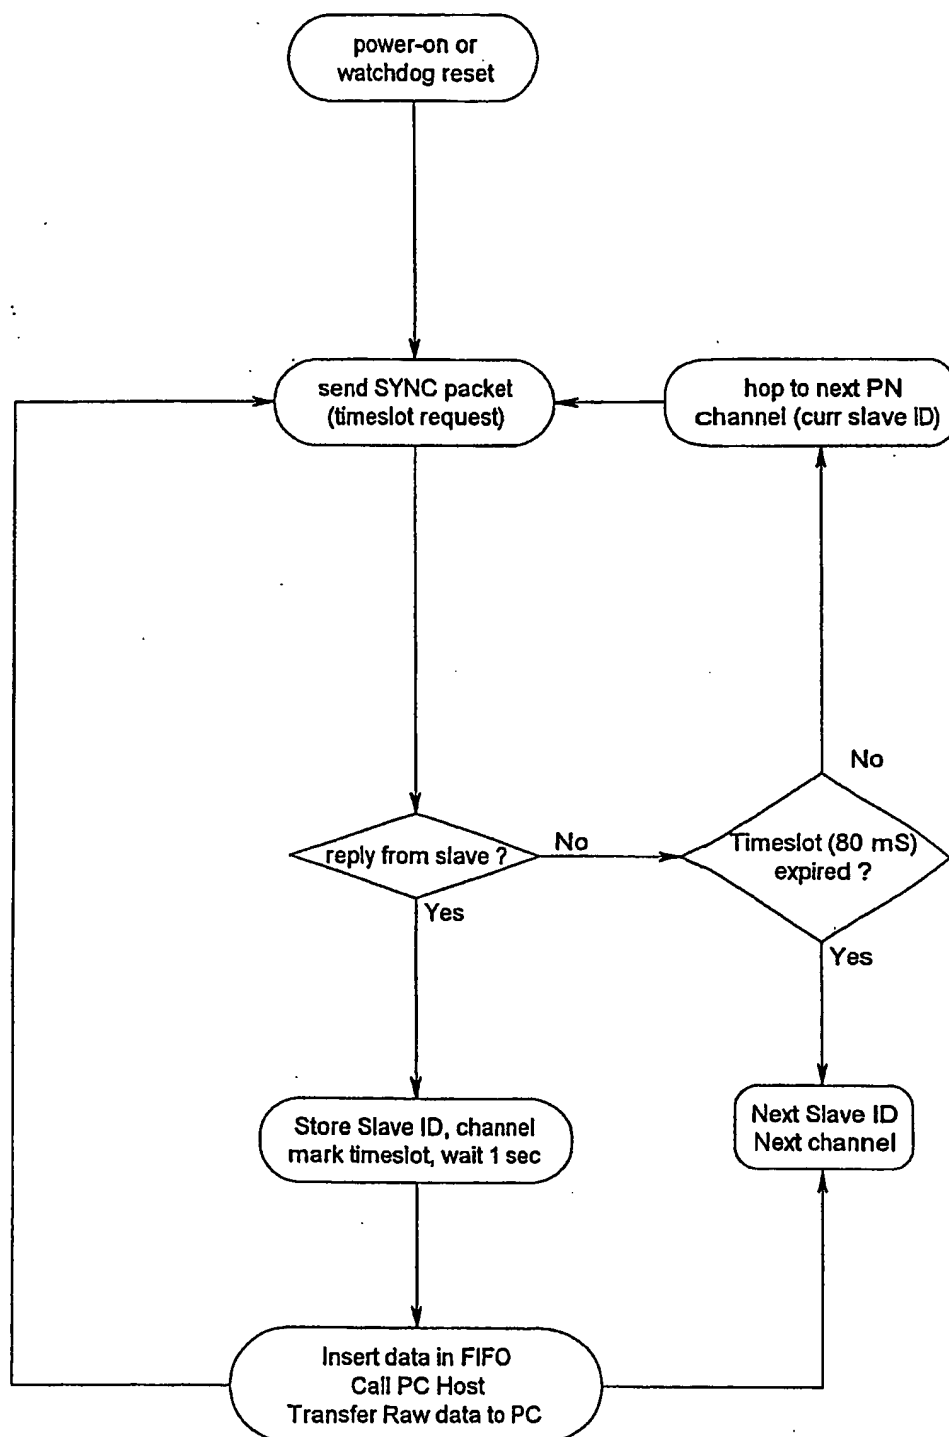 power-on or
watchdog reset
send SYNC packet
(timeslot request)
hop to next PN
channel (curr slave ID)
No
reply from slave ?
No
Timeslot (80 mS)
expired ?
Yes
Yes
Store Slave ID, channel
mark timeslot, wait 1 sec
Next Slave ID
Next channel
Insert data in FIFO
Call PC Host
Transfer Raw data to PC